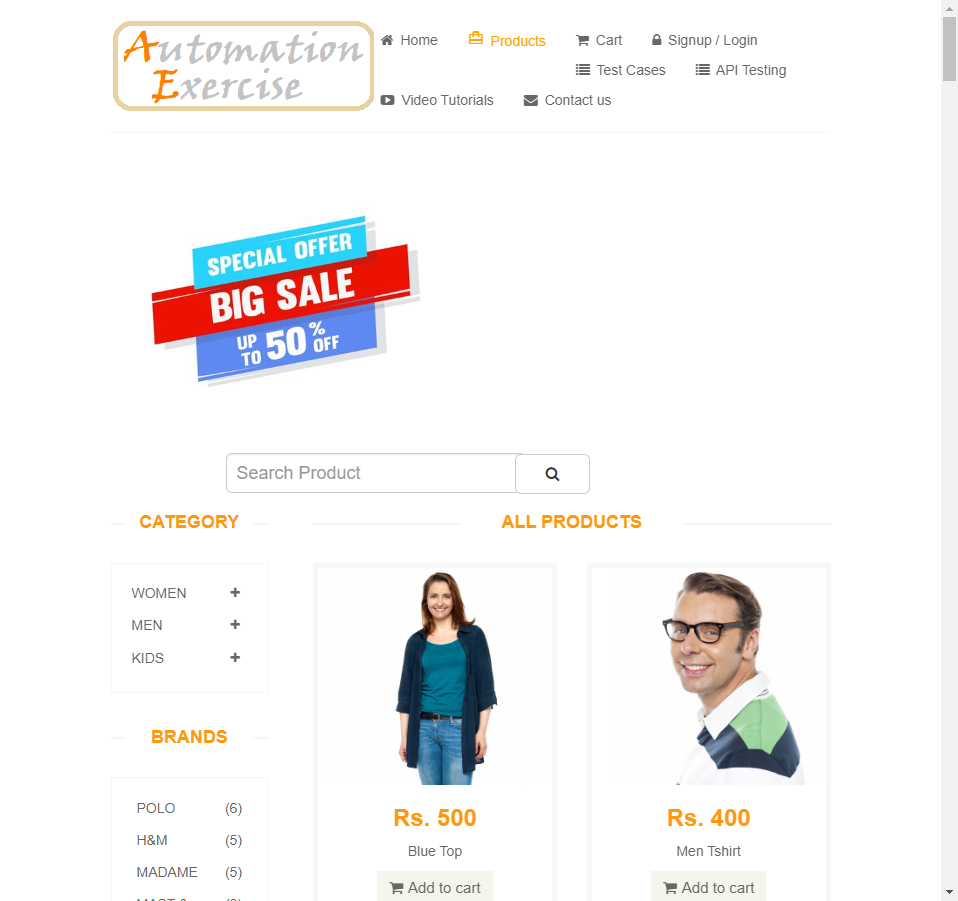 Automation
Exercise
Home
Products
Cart
Signup / Login
Test Cases
API Testing
Video Tutorials
Contact us
SPECIAL OFFER
BIG SALE
UP TO 50% OFF
Search Product
CATEGORY
WOMEN
MEN
KIDS
BRANDS
POLO (6)
H&M (5)
MADAME (5)
ALL PRODUCTS
Rs. 500
Blue Top
Add to cart
Rs. 400
Men Tshirt
Add to cart